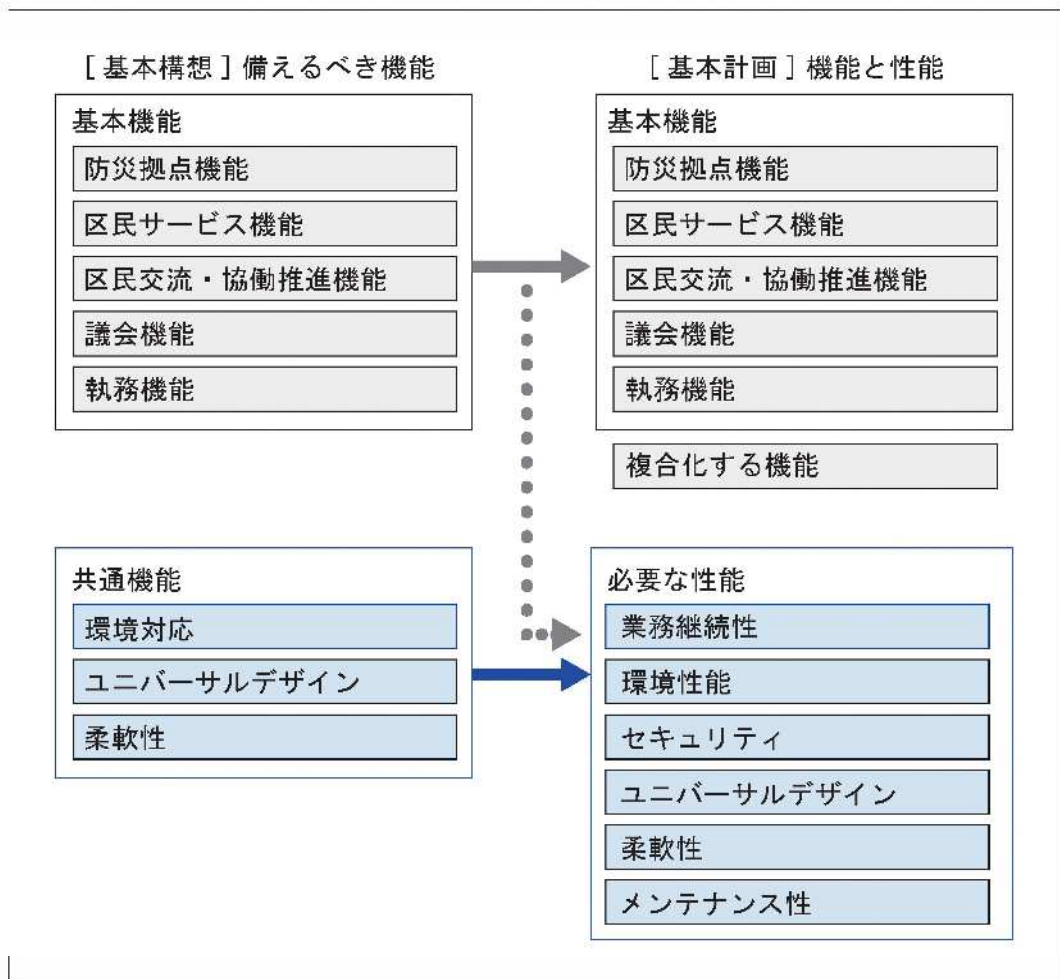 ［基本構想］備えるべき機能
基本機能
防災拠点機能
区民サービス機能
区民交流・協働推進機能
議会機能
執務機能
共通機能
環境対応
ユニバーサルデザイン
柔軟性
［基本計画］機能と性能
基本機能
防災拠点機能
区民サービス機能
区民交流・協働推進機能
議会機能
執務機能
複合化する機能
必要な性能
業務継続性
環境性能
セキュリティ
ユニバーサルデザイン
柔軟性
メンテナンス性